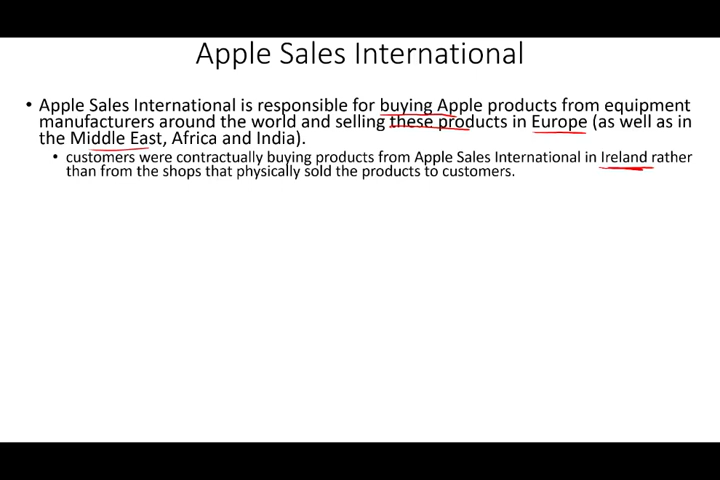 Apple Sales International
• Apple Sales International is responsible for buying Apple products from equipment
manufacturers around the world and selling these products in Europe (as well as in
the Middle East, Africa and India).
• customers were contractually buying products from Apple Sales International in Ireland rather
than from the shops that physically sold the products to customers.